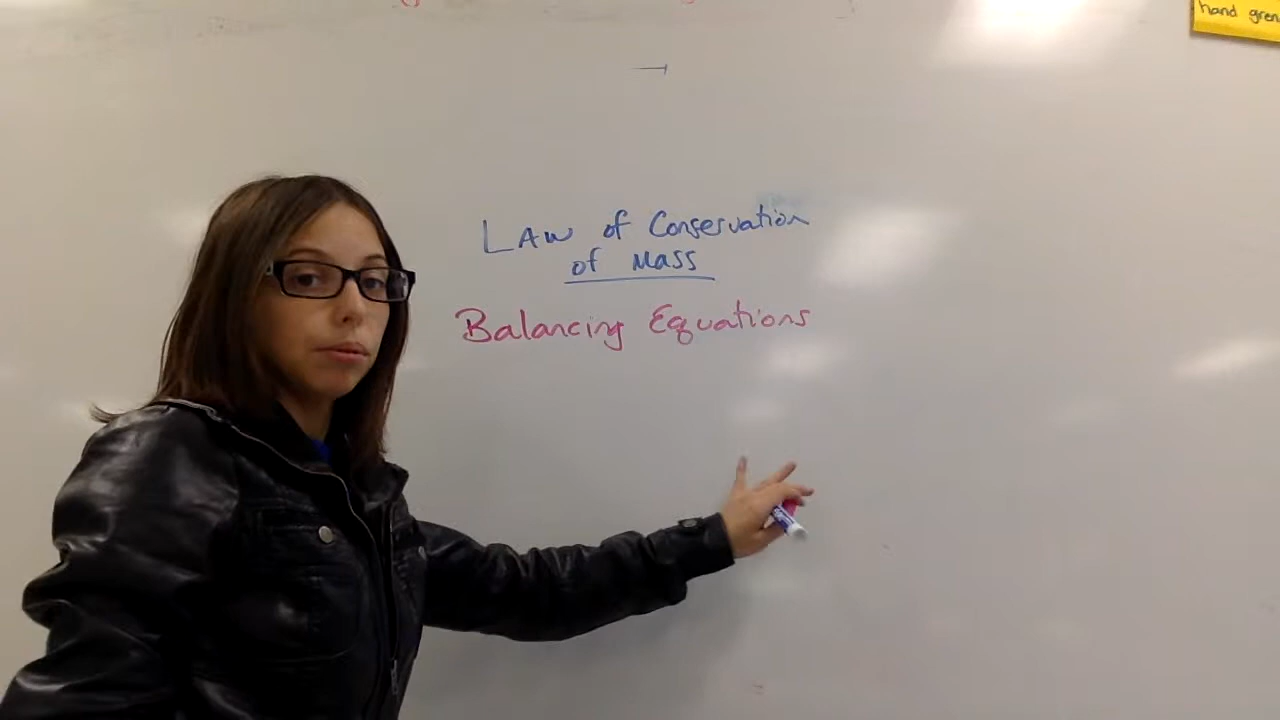 hand gren
Law of Conservation
of Mass
Balancing Equations